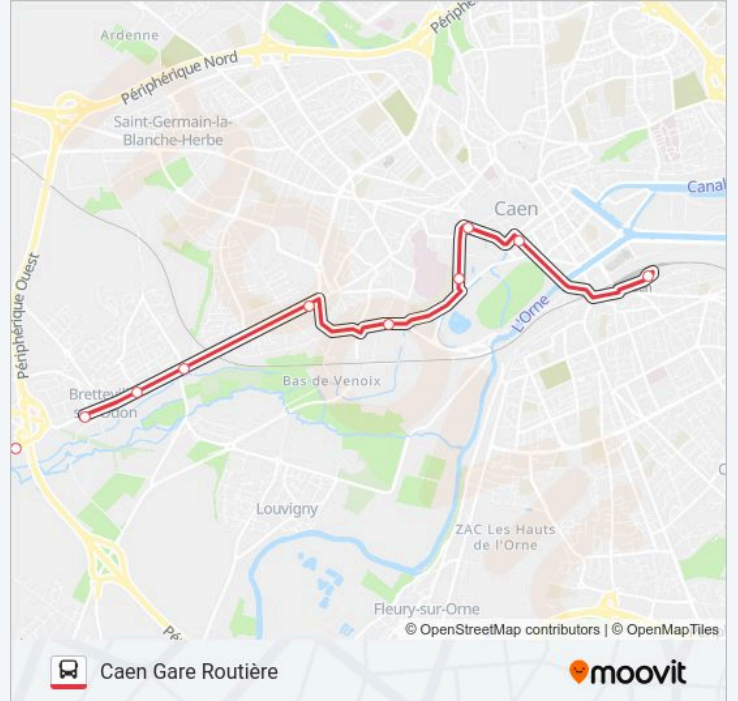 Ardenne
Périphérique Nord
Périphé
Saint-Germain-la-
Blanche-Herbe
Canal
Caen
Périphérique Ouest
L'Orne
Bas de Venoix
Louvigny
ZAC Les Hauts
de l'Orne
Fleury-sur-Orne
© OpenStreetMap contributors | © OpenMapTiles
Caen Gare Routière
moovit